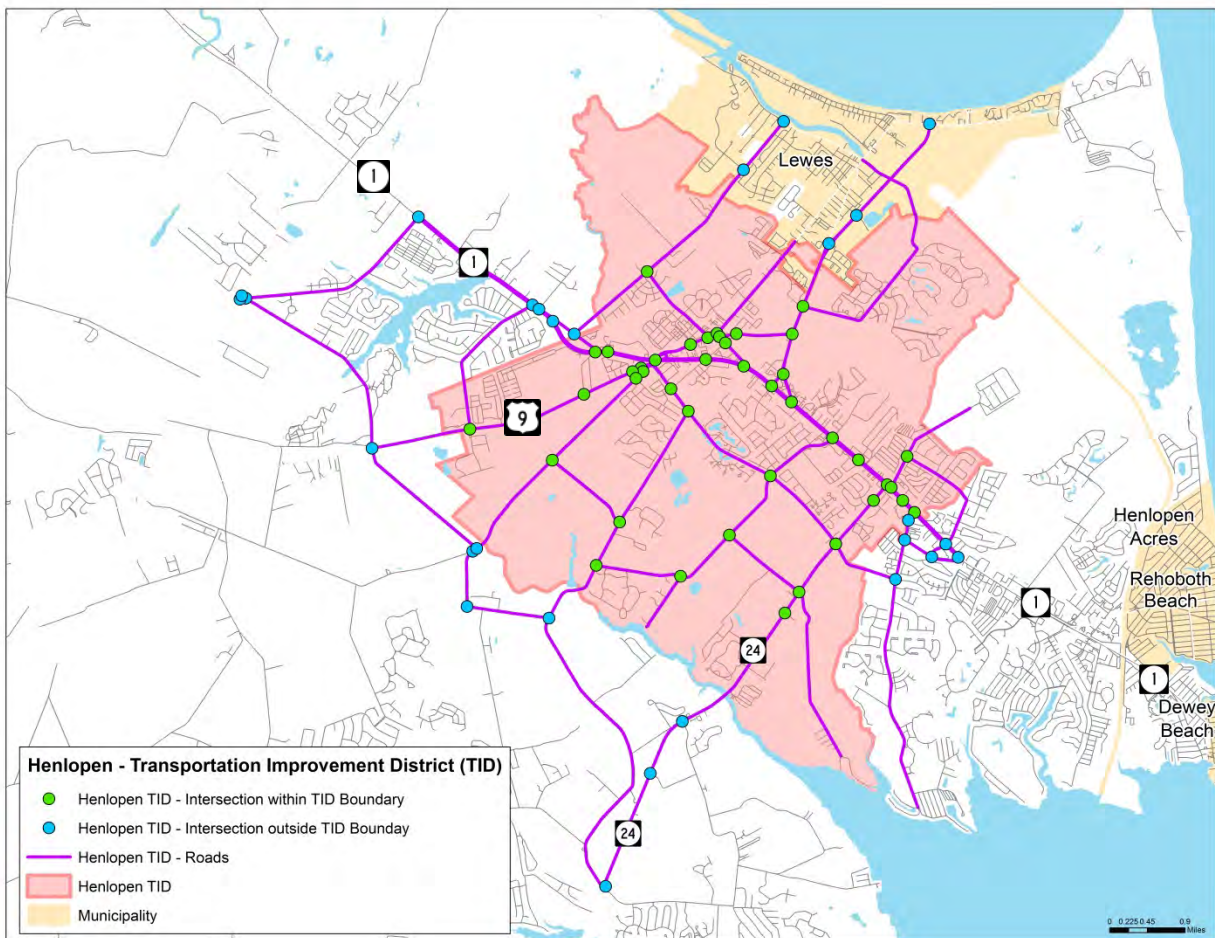 Lewes
1
1
9
Henlopen
Acres
Rehoboth
Beach
1
24
1
Dewey
Beach
24
Henlopen - Transportation Improvement District (TID)
Henlopen TID - Intersection within TID Boundary
Henlopen TID - Intersection outside TID Bounday
Henlopen TID - Roads
Henlopen TID
Municipality
0 0.225 0.45 0.9
Miles